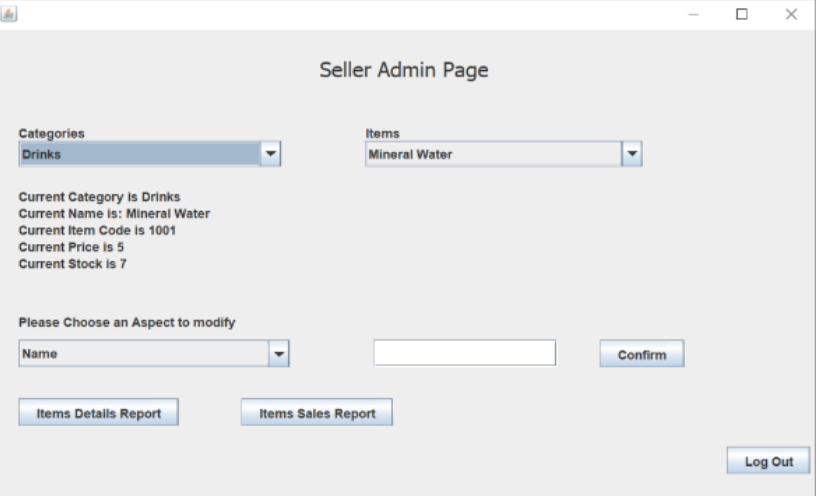 Seller Admin Page
Categories
Items
Drinks
Mineral Water
Current Category is Drinks
Current Name is: Mineral Water
Current Item Code is 1001
Current Price is 5
Current Stock is 7
Please Choose an Aspect to modify
Name
Confirm
Items Details Report
Items Sales Report
Log Out